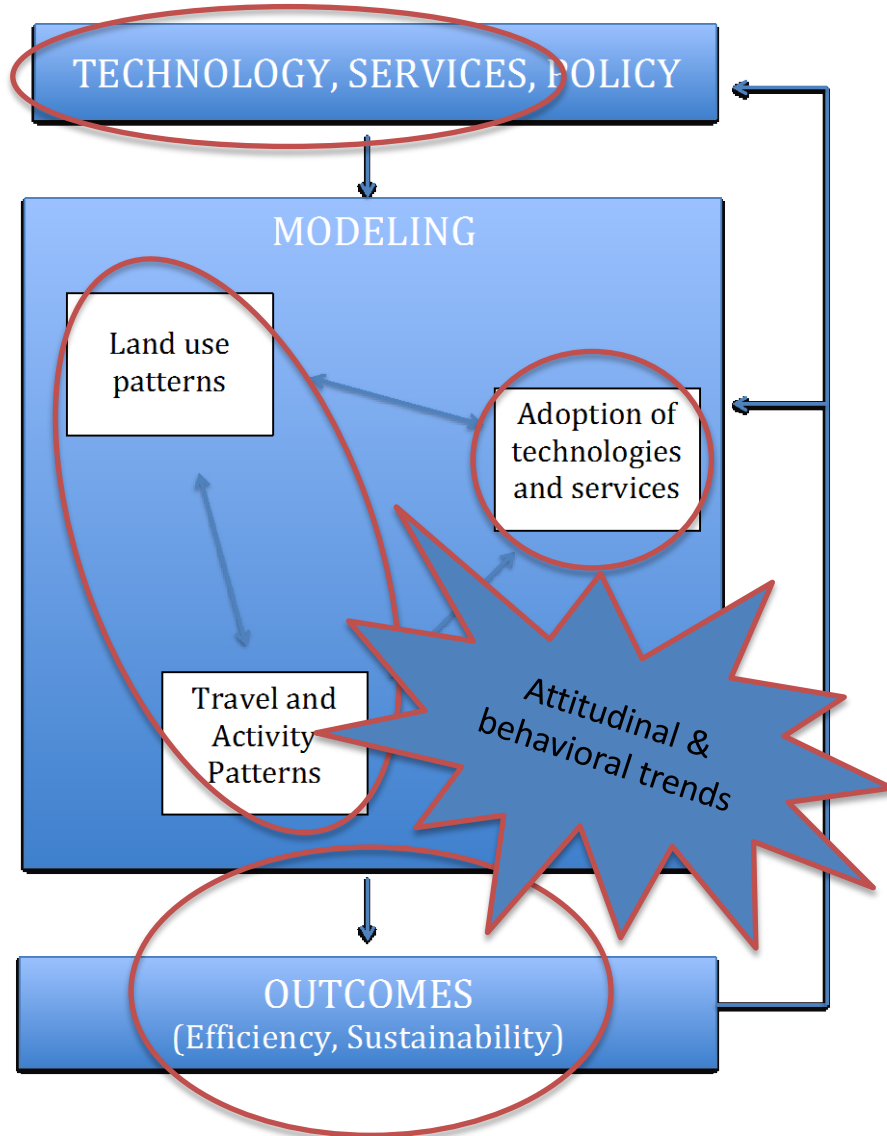 TECHNOLOGY, SERVICES, POLICY
MODELING
Land use
patterns
Adoption of
technologies
and services
Travel and
Activity
Patterns
Attitudinal &
behavioral trends
OUTCOMES
(Efficiency, Sustainability)